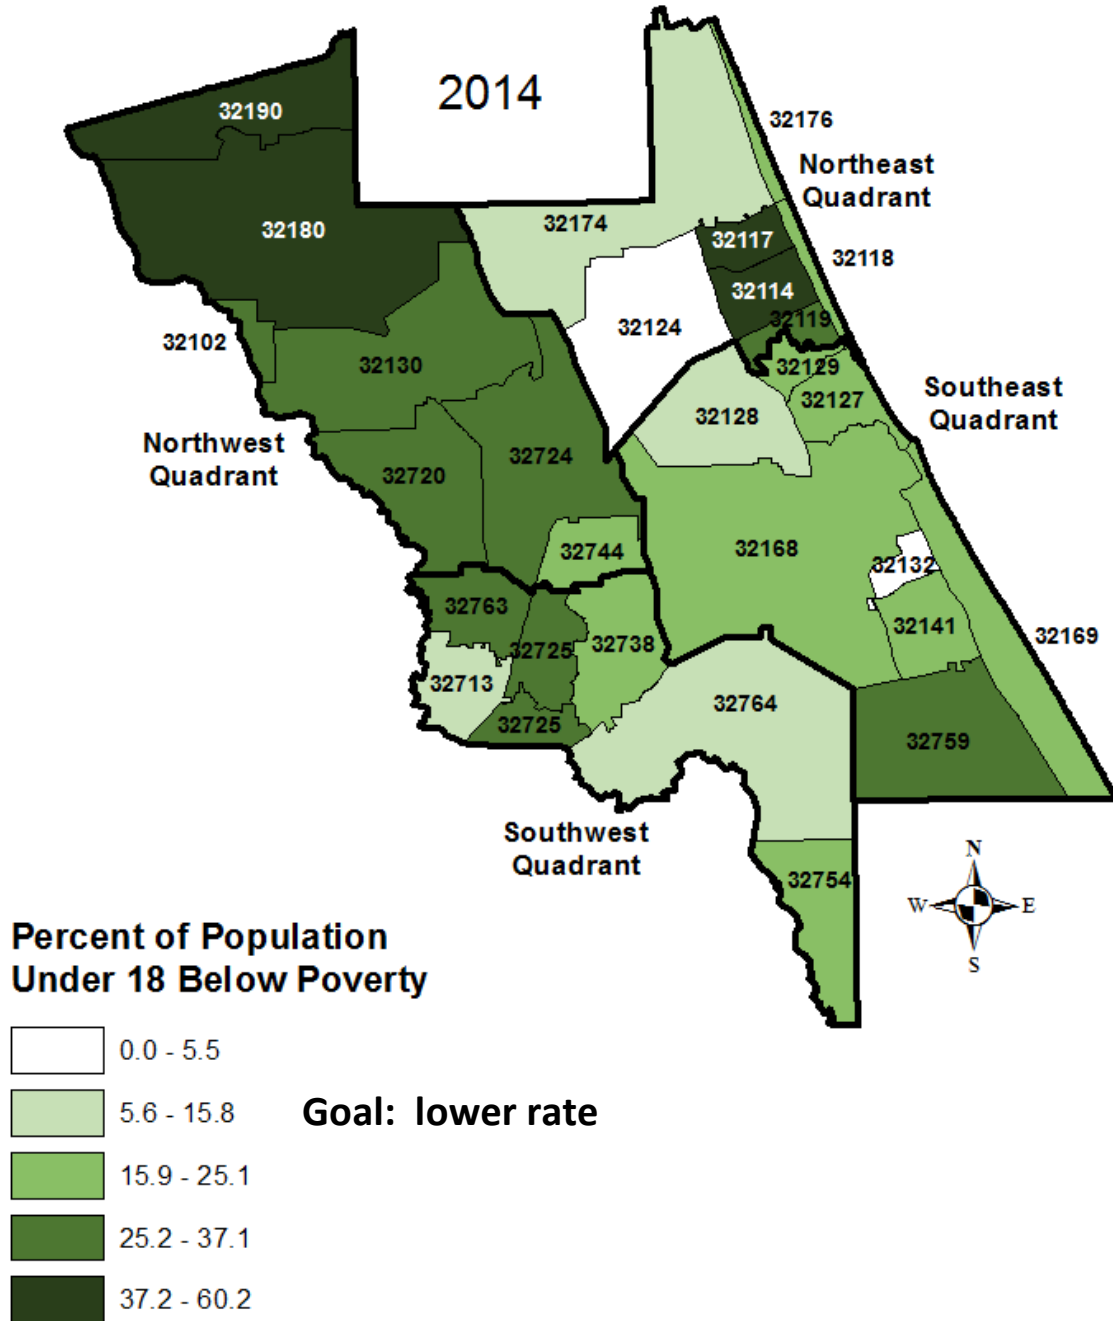 2014
32190
32176
Northeast
Quadrant
32180
32174
32117
32118
32114
32124
32119
32102
32130
32129
32127
Southeast
Quadrant
32128
Northwest
Quadrant
32724
32720
32744
32168
32132
32763
32141
32169
32725
32738
32713
32764
32725
32759
Southwest
Quadrant
32754
N
W
E
S
Percent of Population
Under 18 Below Poverty
0.0 - 5.5
5.6 - 15.8
Goal: lower rate
15.9 - 25.1
25.2 - 37.1
37.2 - 60.2